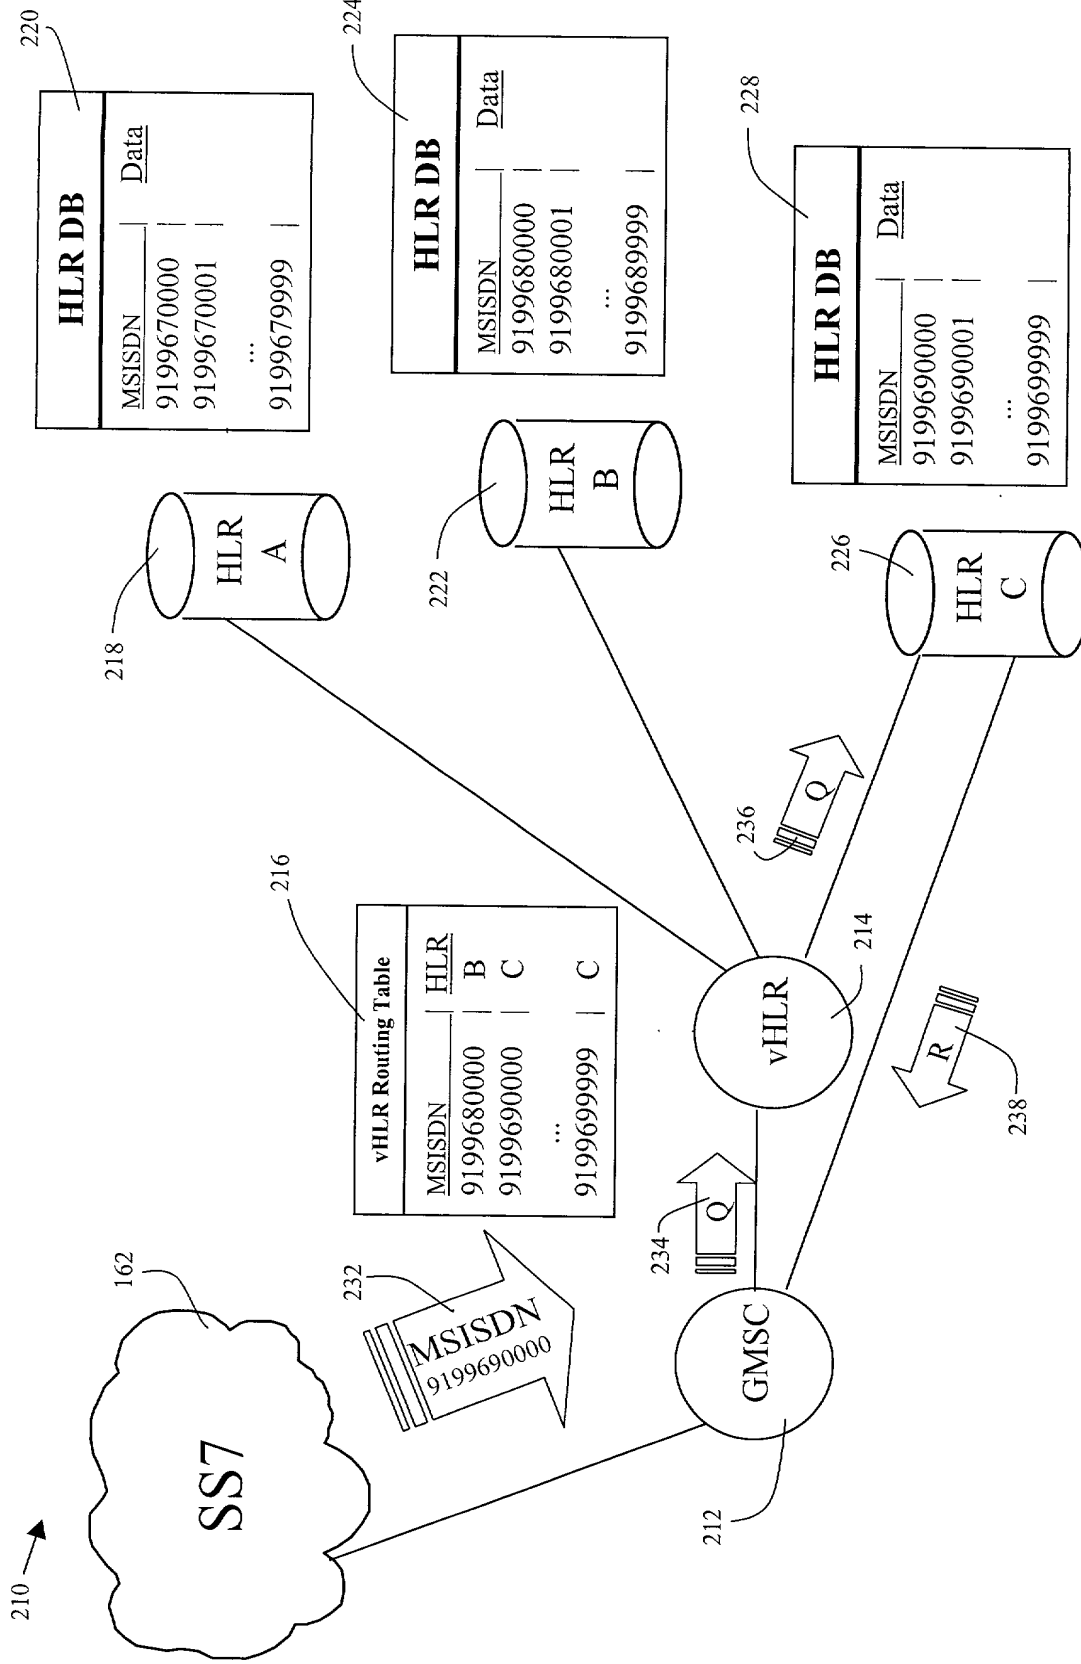 210
SS7
162
232
MSISDN
9199690000
212
GMSC
234
Q
vHLR Routing Table
216
MSISDN | HLR
9199680000 | B
9199690000 | C
...
9199699999 | C
vHLR
214
236
Q
R
238
218
HLR
A
222
HLR
B
226
HLR
C
220
HLR DB
MSISDN | Data
9199670000 |
9199670001 |
...
9199679999 |
224
HLR DB
MSISDN | Data
9199680000 |
9199680001 |
...
9199689999 |
228
HLR DB
MSISDN | Data
9199690000 |
9199690001 |
...
9199699999 |